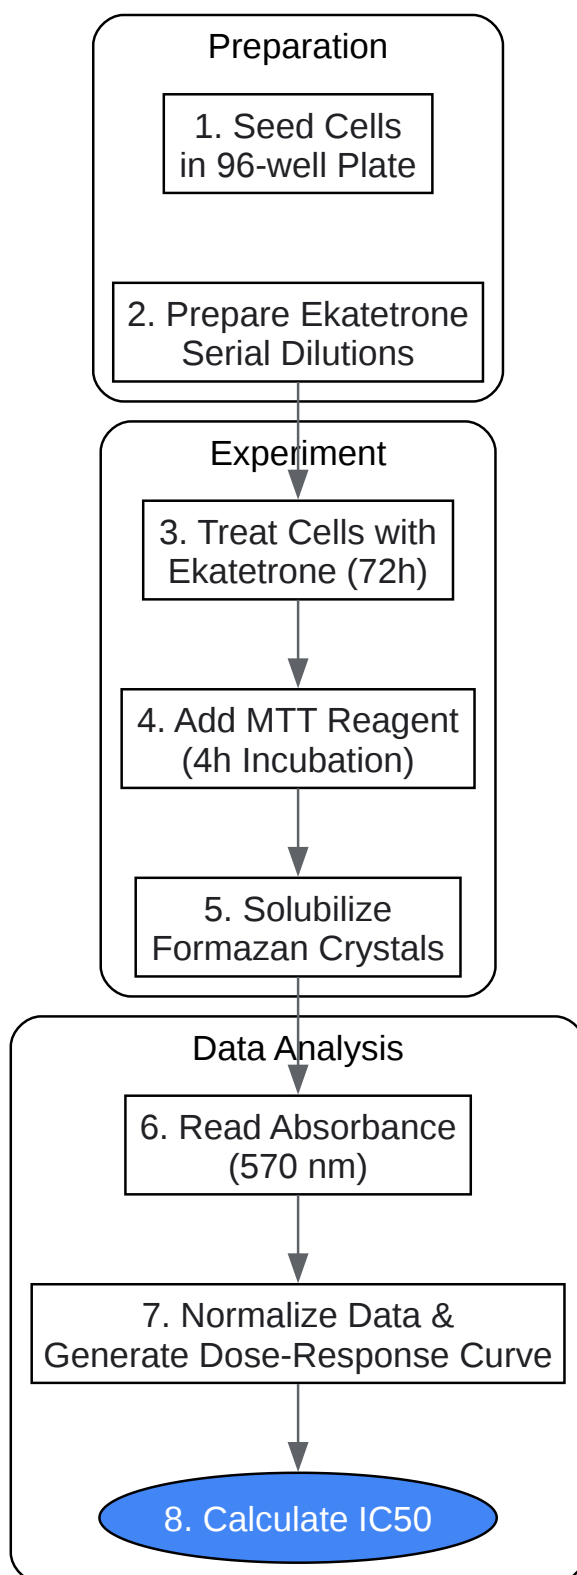 Preparation
1. Seed Cells
in 96-well Plate
2. Prepare Ekatetrone
Serial Dilutions
Experiment
3. Treat Cells with
Ekatetrone (72h)
4. Add MTT Reagent
(4h Incubation)
5. Solubilize
Formazan Crystals
Data Analysis
6. Read Absorbance
(570 nm)
7. Normalize Data &
Generate Dose-Response Curve
8. Calculate IC50